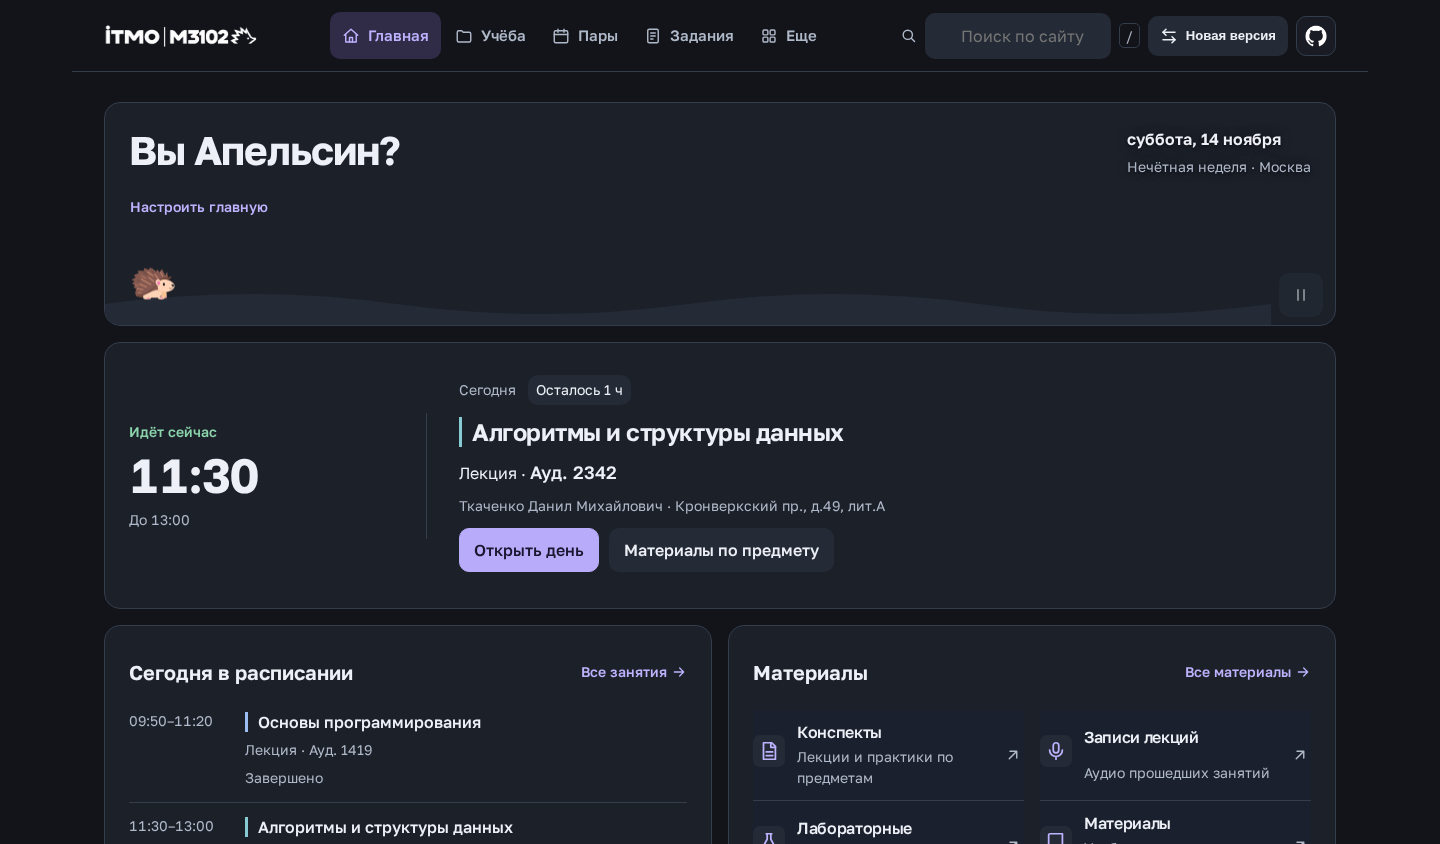 iTMO | M3102
Главная
Учёба
Пары
Задания
Еще
Поиск по сайту
/
Новая версия
Вы Апельсин?
суббота, 14 ноября
Нечётная неделя · Москва
Настроить главную
Сегодня
Осталось 1 ч
Идёт сейчас
11:30
До 13:00
Алгоритмы и структуры данных
Лекция · Ауд. 2342
Ткаченко Данил Михайлович · Кронверкский пр., д.49, лит.А
Открыть день
Материалы по предмету
Сегодня в расписании
Все занятия →
09:50–11:20
Основы программирования
Лекция · Ауд. 1419
Завершено
11:30–13:00
Алгоритмы и структуры данных
Материалы
Все материалы →
Конспекты
Лекции и практики по
предметам
Записи лекций
Аудио прошедших занятий
Лабораторные
Материалы